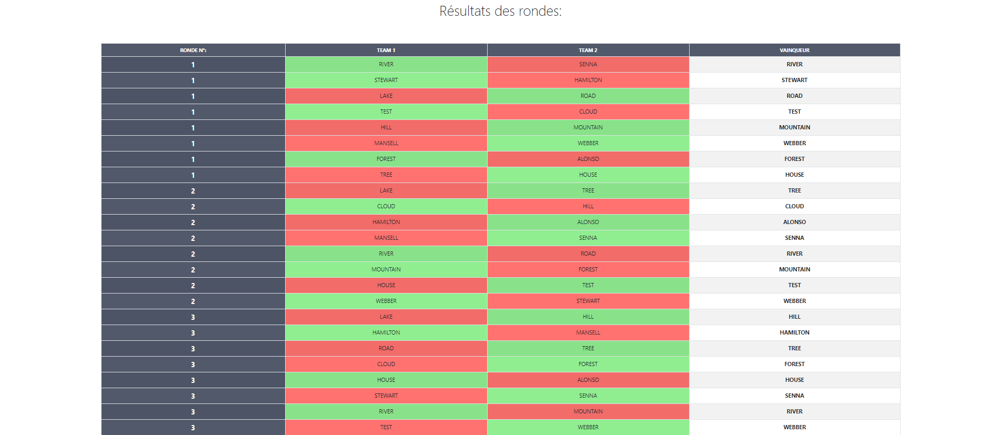 Résultats des rondes:
RONDE N°: TEAM 1 TEAM 2 VAINQUEUR
1 RIVER SENNA RIVER
1 STEWART HAMILTON STEWART
1 LAKE ROAD ROAD
1 TEST CLOUD TEST
1 HILL MOUNTAIN MOUNTAIN
1 MANSELL WEBBER WEBBER
1 FOREST ALONSO FOREST
1 TREE HOUSE HOUSE
2 LAKE TREE TREE
2 CLOUD HILL CLOUD
2 HAMILTON ALONSO ALONSO
2 MANSELL SENNA SENNA
2 RIVER ROAD RIVER
2 MOUNTAIN FOREST MOUNTAIN
2 HOUSE TEST TEST
2 WEBBER STEWART WEBBER
3 LAKE HILL HILL
3 HAMILTON MANSELL HAMILTON
3 ROAD TREE TREE
3 CLOUD FOREST FOREST
3 HOUSE ALONSO HOUSE
3 STEWART SENNA SENNA
3 RIVER MOUNTAIN RIVER
3 TEST WEBBER WEBBER